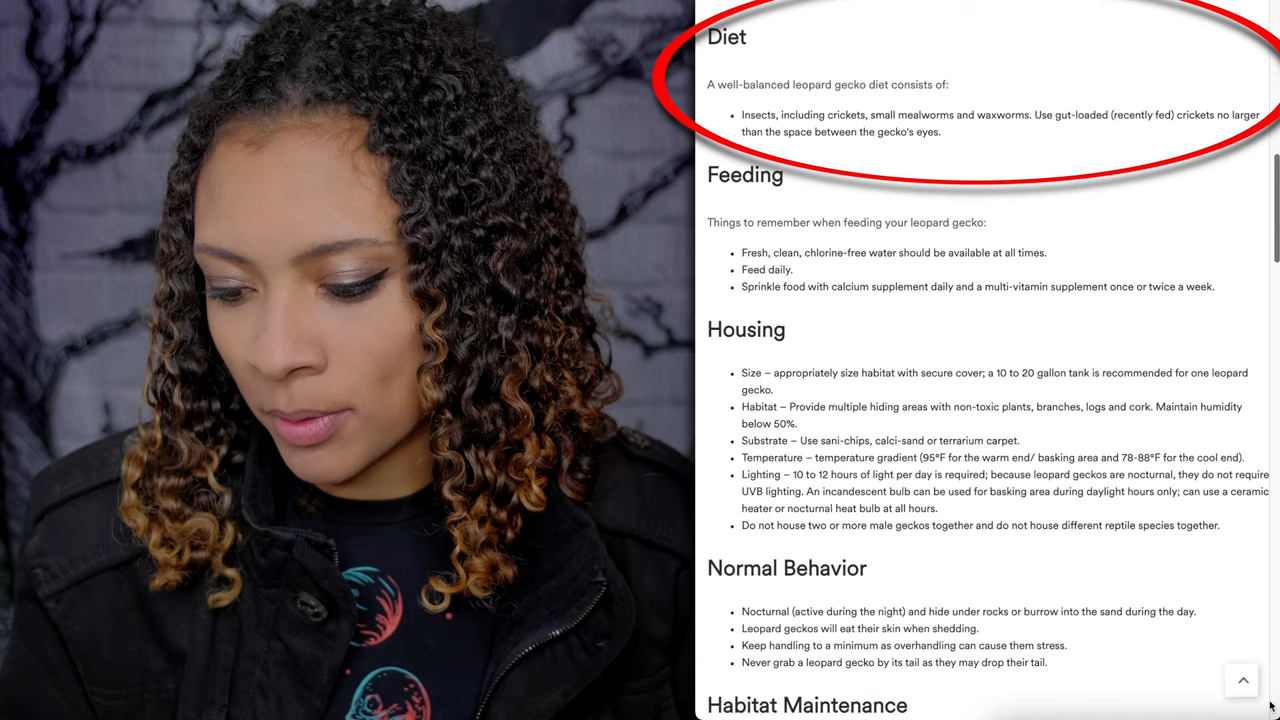 Diet
A well-balanced leopard gecko diet consists of:
• Insects, including crickets, small mealworms and waxworms. Use gut-loaded (recently fed) crickets no larger
than the space between the gecko's eyes.
Feeding
Things to remember when feeding your leopard gecko:
• Fresh, clean, chlorine-free water should be available at all times.
• Feed daily.
• Sprinkle food with calcium supplement daily and a multi-vitamin supplement once or twice a week.
Housing
• Size – appropriately size habitat with secure cover; a 10 to 20 gallon tank is recommended for one leopard
gecko.
• Habitat – Provide multiple hiding areas with non-toxic plants, branches, logs and cork. Maintain humidity
below 50%.
• Substrate – Use sani-chips, calci-sand or terrarium carpet.
• Temperature – temperature gradient (95°F for the warm end/ basking area and 78-88°F for the cool end).
• Lighting – 10 to 12 hours of light per day is required; because leopard geckos are nocturnal, they do not require
UVB lighting. An incandescent bulb can be used for basking area during daylight hours only; can use a ceramic
heater or nocturnal heat bulb at all hours.
• Do not house two or more male geckos together and do not house different reptile species together.
Normal Behavior
• Nocturnal (active during the night) and hide under rocks or burrow into the sand during the day.
• Leopard geckos will eat their skin when shedding.
• Keep handling to a minimum as overhandling can cause them stress.
• Never grab a leopard gecko by its tail as they may drop their tail.
Habitat Maintenance